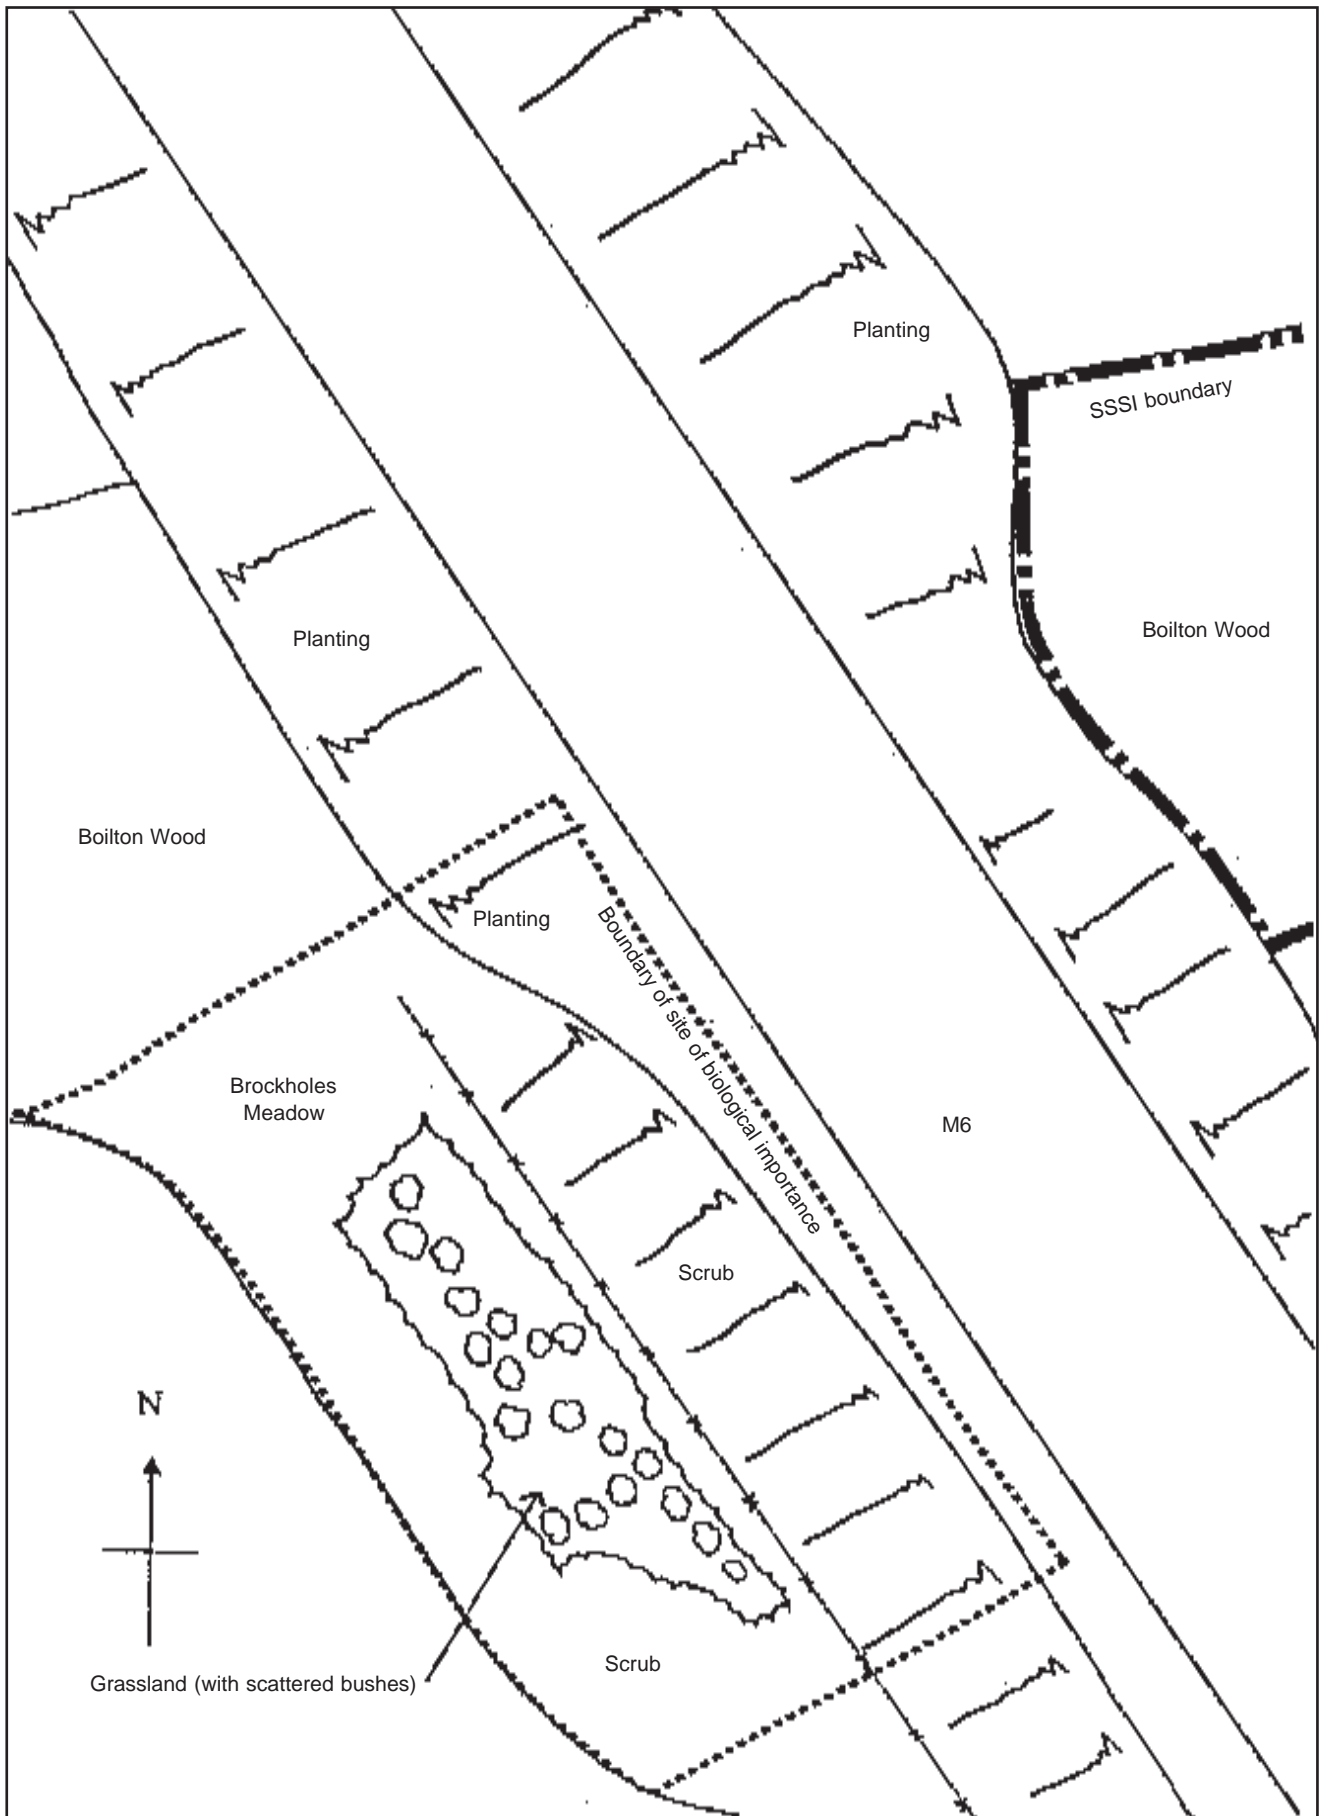 Planting
SSSI boundary
Boilton Wood
Planting
Boilton Wood
Planting
Boundary of site of biological importance
Brockholes
Meadow
M6
Scrub
N
Grassland (with scattered bushes)
Scrub